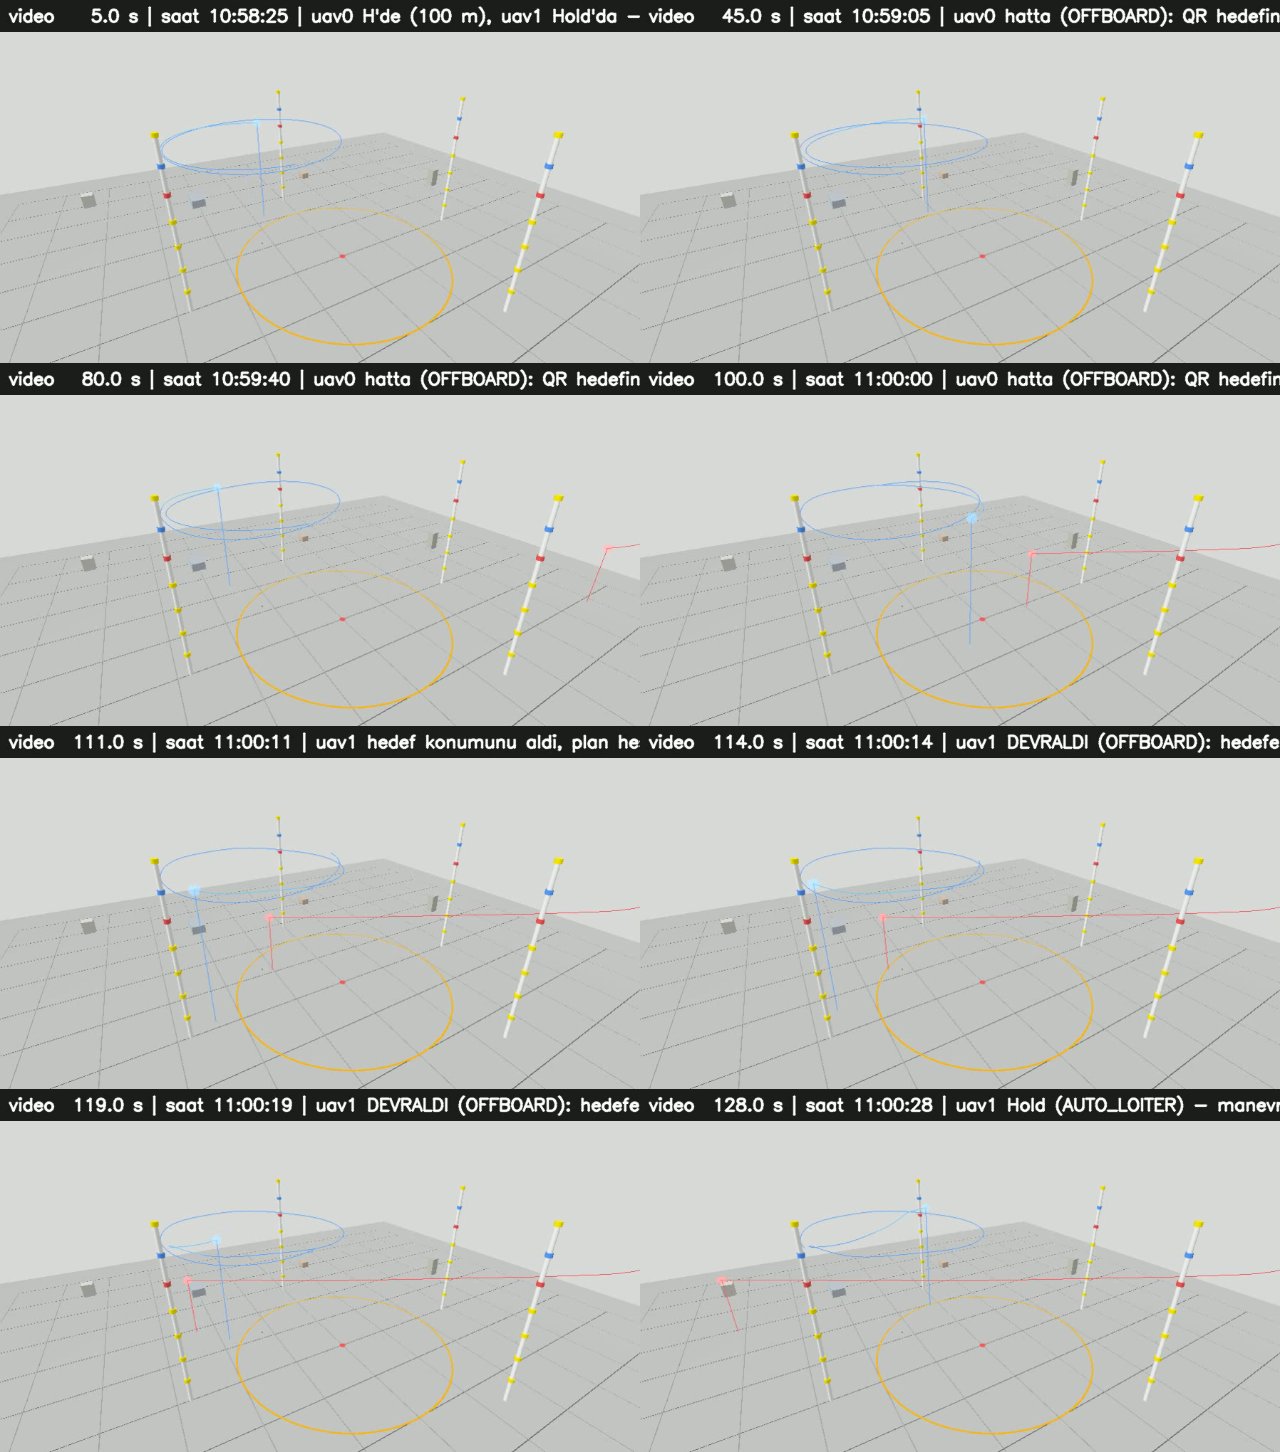 video 5.0 s | saat 10:58:25 | uav0 H'de (100 m), uav1 Hold'da —
video 45.0 s | saat 10:59:05 | uav0 hatta (OFFBOARD): QR hedefin
video 80.0 s | saat 10:59:40 | uav0 hatta (OFFBOARD): QR hedefin
video 100.0 s | saat 11:00:00 | uav0 hatta (OFFBOARD): QR hedefin
video 111.0 s | saat 11:00:11 | uav1 hedef konumunu aldi, plan he
video 114.0 s | saat 11:00:14 | uav1 DEVRALDI (OFFBOARD): hedefe
video 119.0 s | saat 11:00:19 | uav1 DEVRALDI (OFFBOARD): hedefe
video 128.0 s | saat 11:00:28 | uav1 Hold (AUTO_LOITER) — manevr